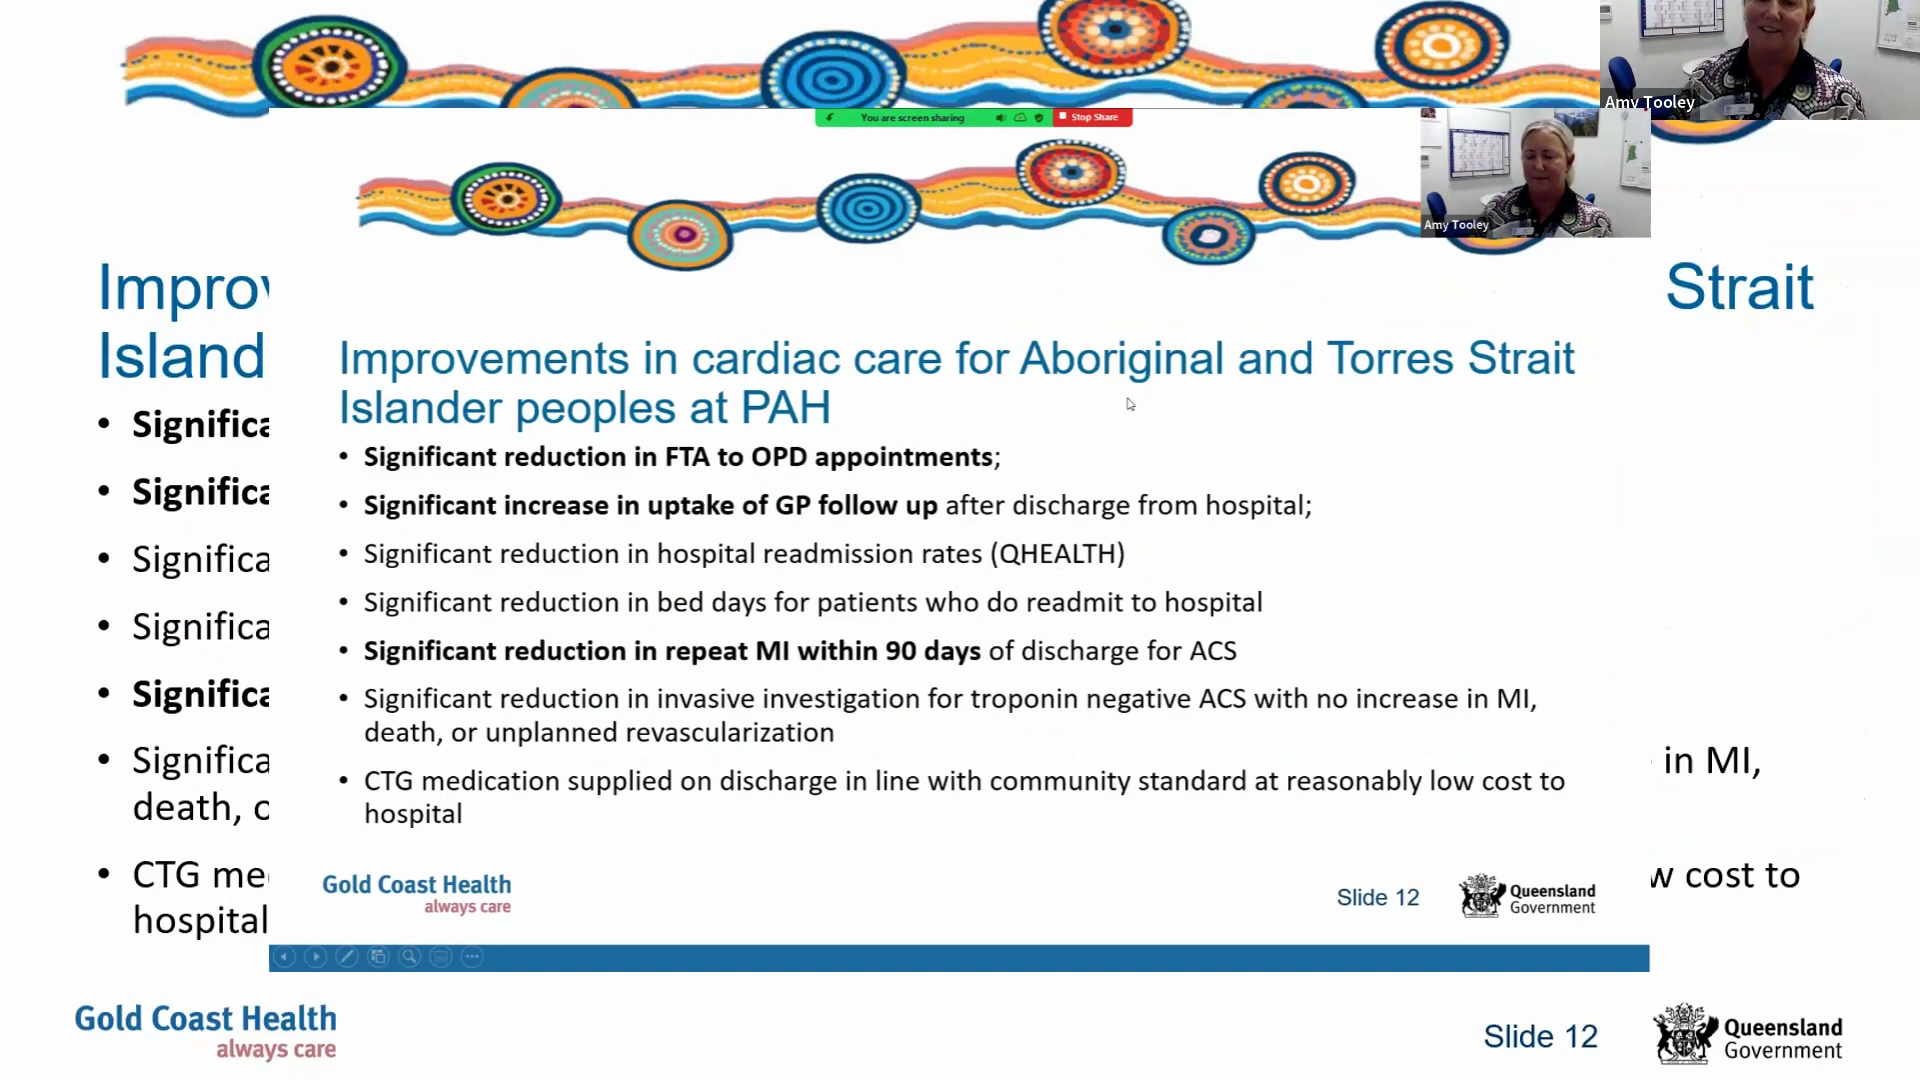 Amy Tooley
You are screen sharing
Stop Share
Amy Tooley
Improv
Strait
Island
Improvements in cardiac care for Aboriginal and Torres Strait
Islander peoples at PAH
• Significa
• Significant reduction in FTA to OPD appointments;
• Significa
• Significant increase in uptake of GP follow up after discharge from hospital;
• Significa
• Significant reduction in hospital readmission rates (QHEALTH)
• Significa
• Significant reduction in bed days for patients who do readmit to hospital
• Significa
• Significant reduction in repeat MI within 90 days of discharge for ACS
• Significa
in MI,
• Significant reduction in invasive investigation for troponin negative ACS with no increase in MI,
death, or unplanned revascularization
death, o
• CTG medication supplied on discharge in line with community standard at reasonably low cost to
hospital
• CTG me
w cost to
hospital
Gold Coast Health
always care
Slide 12
Queensland
Government
Gold Coast Health
always care
Slide 12
Queensland
Government